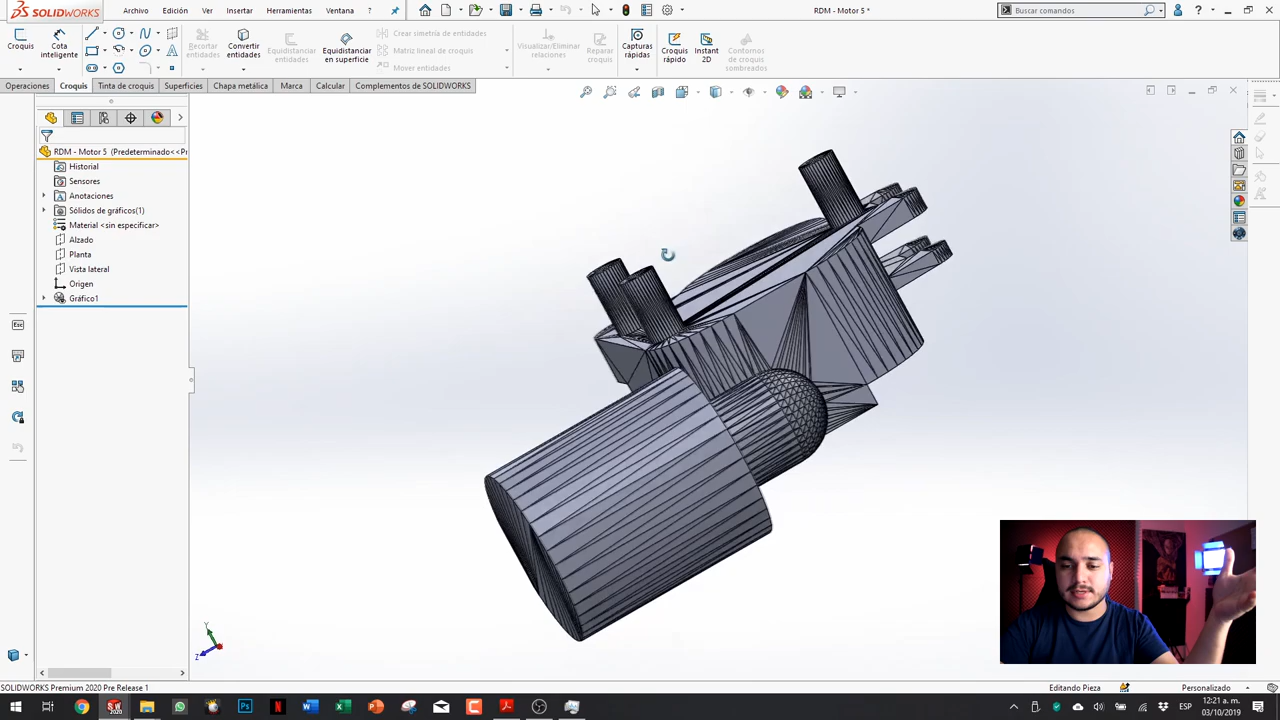 SOLIDWORKS
Archivo Edición Ver Insertar Herramientas Ventana ?
RDM - Motor 5 *
Buscar comandos
Croquis
Cota inteligente
Recortar entidades
Convertir entidades
Equidistanciar entidades
Equidistanciar en superficie
Crear simetría de entidades
Matriz lineal de croquis
Mover entidades
Visualizar/Eliminar relaciones
Reparar croquis
Capturas rápidas
Croquis rápido
Instant 2D
Contornos de croquis sombreados
Operaciones Croquis Tinta de croquis Superficies Chapa metálica Marca Calcular Complementos de SOLIDWORKS
RDM - Motor 5 (Predeterminado<<Pr
Historial
Sensores
Anotaciones
Sólidos de gráficos(1)
Material <sin especificar>
Alzado
Planta
Vista lateral
Origen
Gráfico1
Esc
Y
Z
SOLIDWORKS Premium 2020 Pre Release 1
Editando Pieza
Personalizado
ESP
12:21 a. m.
03/10/2019